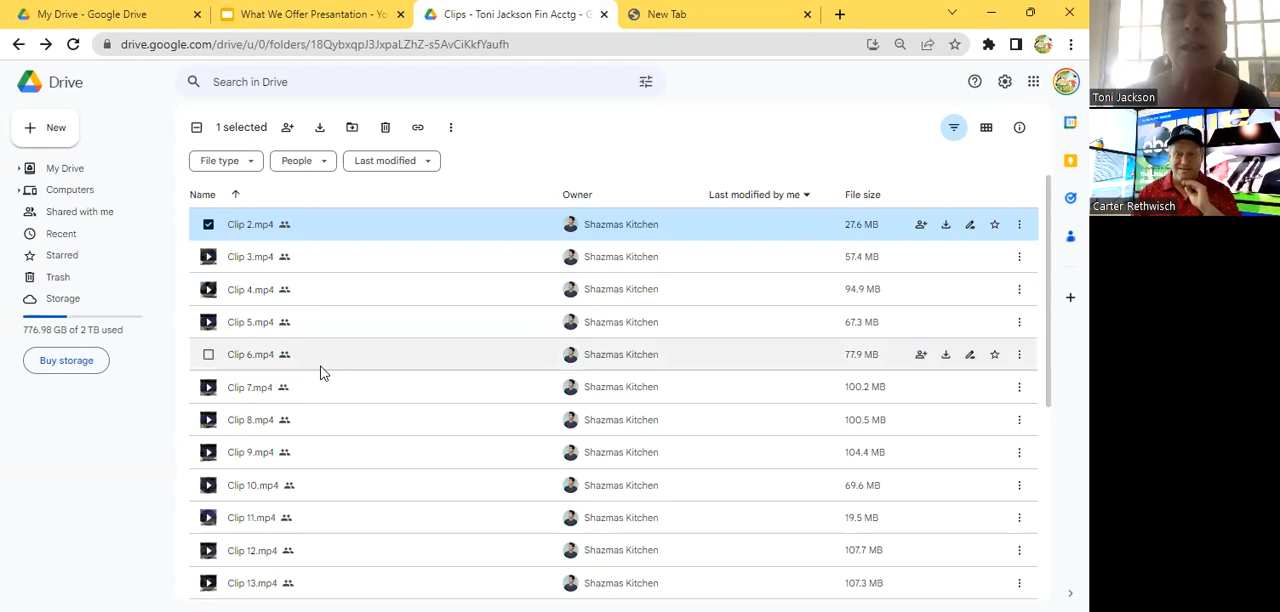 My Drive - Google Drive
What We Offer Presantation - Yo
Clips - Toni Jackson Fin Acctg - G
New Tab
drive.google.com/drive/u/0/folders/18Qybxqp
Drive
Search in Drive
Toni Jackson
New
1 selected
File type
People
Last modified
My Drive
Computers
Shared with me
Recent
Starred
Trash
Storage
776.98 GB of 2 TB used
Buy storage
Name Owner Last modified by me File size
Clip 2.mp4 Shazmas Kitchen 27.6 MB
Clip 3.mp4 Shazmas Kitchen 57.4 MB
Clip 4.mp4 Shazmas Kitchen 94.9 MB
Clip 5.mp4 Shazmas Kitchen 67.3 MB
Clip 6.mp4 Shazmas Kitchen 77.9 MB
Clip 7.mp4 Shazmas Kitchen 100.2 MB
Clip 8.mp4 Shazmas Kitchen 100.5 MB
Clip 9.mp4 Shazmas Kitchen 104.4 MB
Clip 10.mp4 Shazmas Kitchen 69.6 MB
Clip 11.mp4 Shazmas Kitchen 19.5 MB
Clip 12.mp4 Shazmas Kitchen 107.7 MB
Clip 13.mp4 Shazmas Kitchen 107.3 MB
abc
Carter Rethwisch